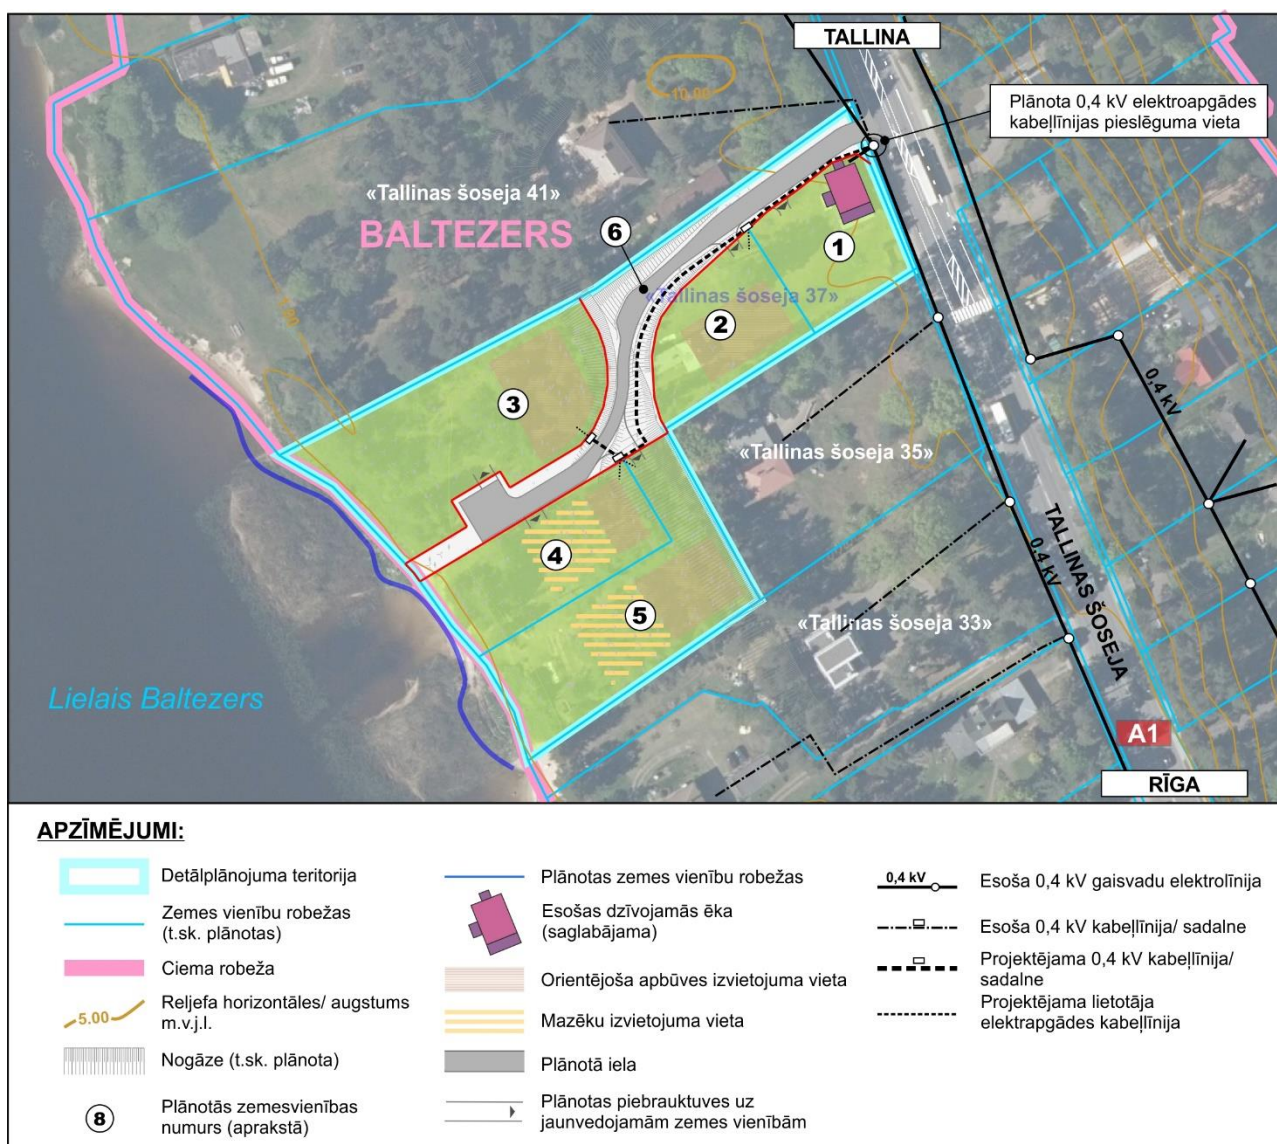 TALLINA
Plānota 0,4 kV elektroapgādes
kabeļlīnijas pieslēguma vieta
10.00
«Tallinas šoseja 41»
BALTEZERS
6
1
«Tallinas šoseja 37»
2
3
0,4 kV
«Tallinas šoseja 35»
4
5
0,4 kV
TALLINAS ŠOSEJA
«Tallinas šoseja 33»
Lielais Baltezers
A1
RĪGA
APZĪMĒJUMI:
Detālplānojuma teritorija
Zemes vienību robežas
(t.sk. plānotas)
Ciema robeža
5.00
Reljefa horizontāles/ augstums
m.v.j.l.
Nogāze (t.sk. plānota)
8
Plānotās zemesvienības
numurs (aprakstā)
Plānotas zemes vienību robežas
Esošas dzīvojamās ēka
(saglabājama)
Orientējoša apbūves izvietojuma vieta
Mazēku izvietojuma vieta
Plānotā iela
Plānotas piebrauktuves uz
jaunvedojamām zemes vienībām
0,4 kV
Esoša 0,4 kV gaisvadu elektrolīnija
Esoša 0,4 kV kabeļlīnija/ sadalne
Projektējama 0,4 kV kabeļlīnija/
sadalne
Projektējama lietotāja
elektrapgādes kabeļlīnija